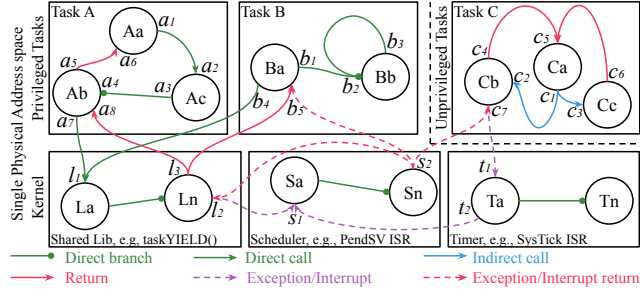 Single Physical Address space
Privileged Tasks
Kernel
Unprivileged Tasks
Task A
Aa
a1
a2
a3
a4
a5
a6
a7
a8
Ab
Ac
Task B
Ba
Bb
b1
b2
b3
b4
b5
Task C
Ca
Cb
Cc
c1
c2
c3
c4
c5
c6
c7
l1
l2
l3
La
Ln
Shared Lib, e.g, taskYIELD()
Sa
Sn
s1
s2
Scheduler, e.g., PendSV ISR
t1
t2
Ta
Tn
Timer, e.g., SysTick ISR
Direct branch
Direct call
Indirect call
Return
Exception/Interrupt
Exception/Interrupt return